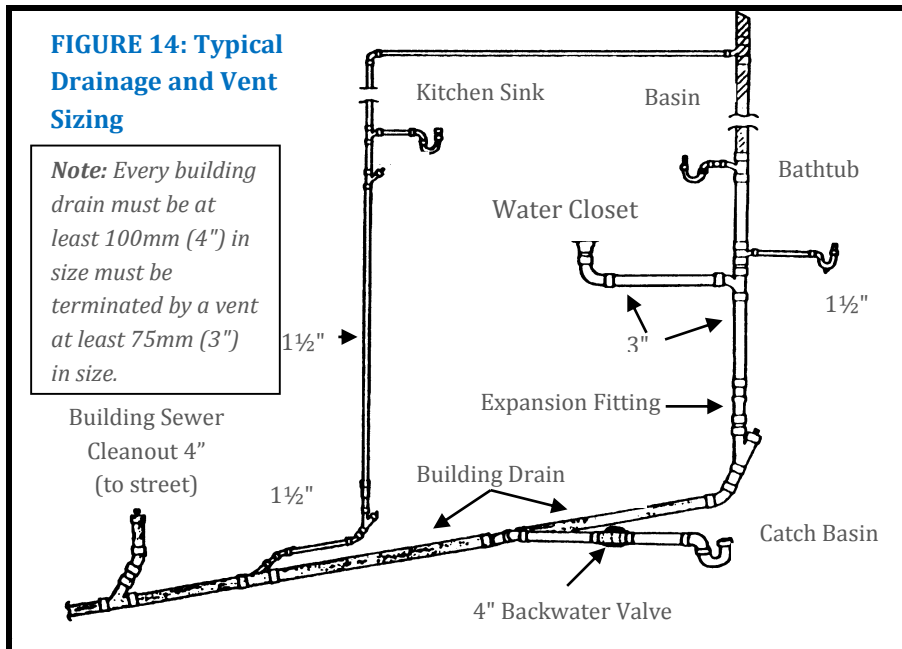 FIGURE 14: Typical
Drainage and Vent
Sizing
Note: Every building
drain must be at
least 100mm (4") in
size must be
terminated by a vent
at least 75mm (3")
in size.
Kitchen Sink
Basin
Bathtub
Water Closet
1½"
3"
1½"
Expansion Fitting
Building Sewer
Cleanout 4”
(to street)
Building Drain
1½"
Catch Basin
4" Backwater Valve